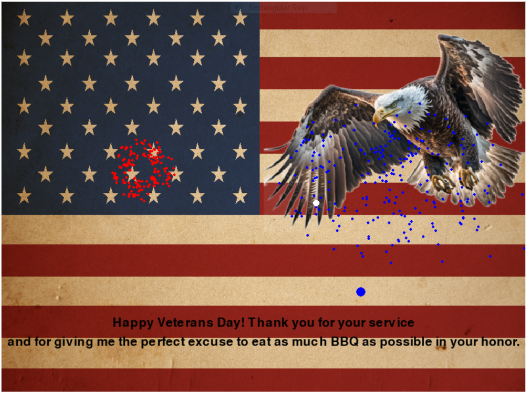 Happy Veterans Day! Thank you for your service
and for giving me the perfect excuse to eat as much BBQ as possible in your honor.